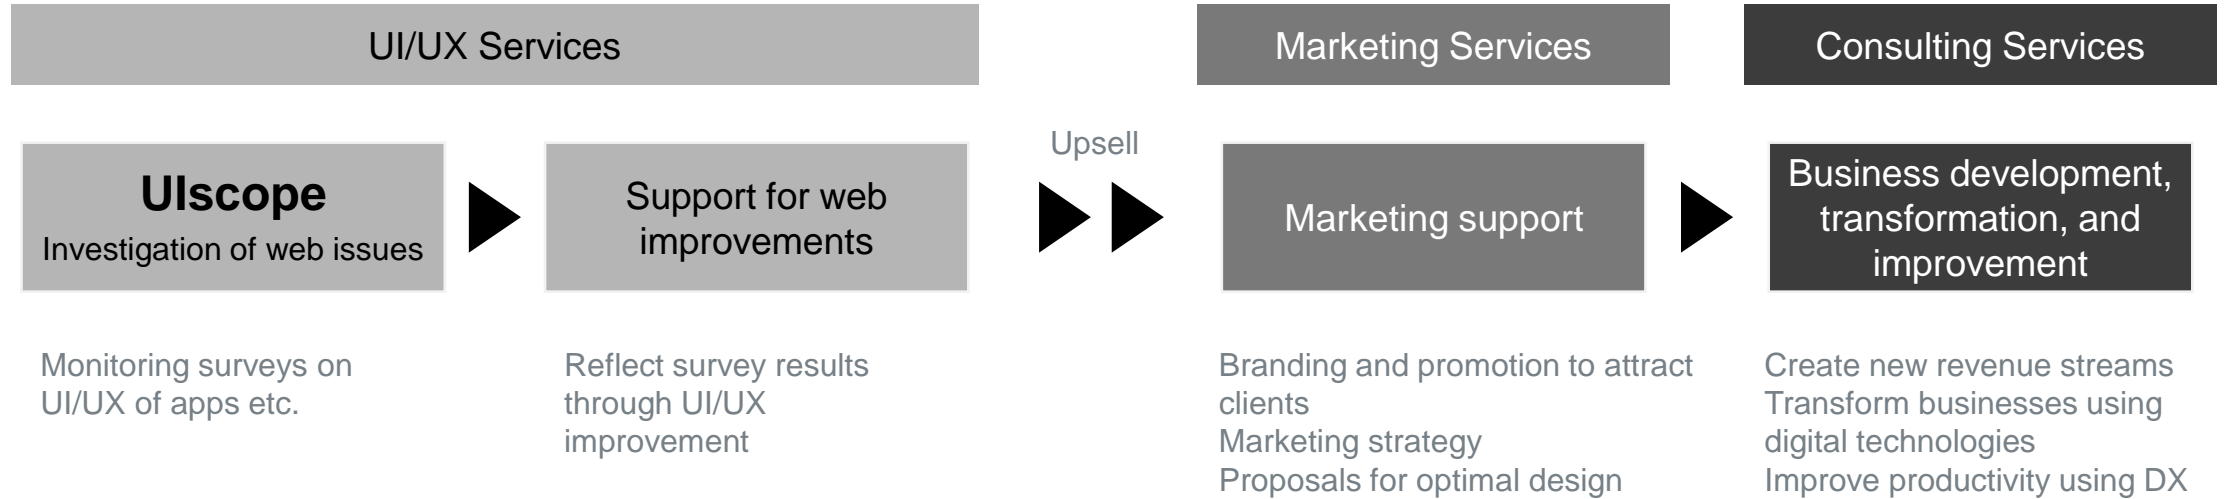 UI/UX Services
Marketing Services
Consulting Services
UIscope
Investigation of web issues
Support for web
improvements
Upsell
Marketing support
Business development,
transformation, and
improvement
Monitoring surveys on
UI/UX of apps etc.
Reflect survey results
through UI/UX
improvement
Branding and promotion to attract
clients
Marketing strategy
Proposals for optimal design
Create new revenue streams
Transform businesses using
digital technologies
Improve productivity using DX